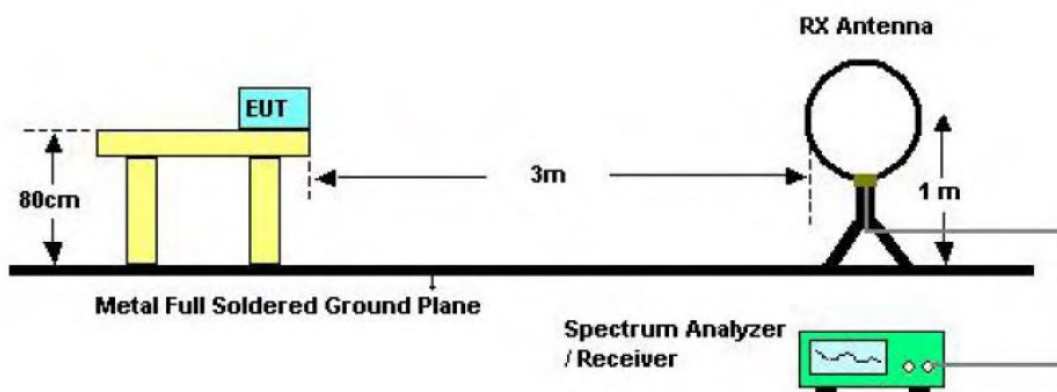 RX Antenna
EUT
80cm
3m
1 m
Metal Full Soldered Ground Plane
Spectrum Analyzer
/ Receiver